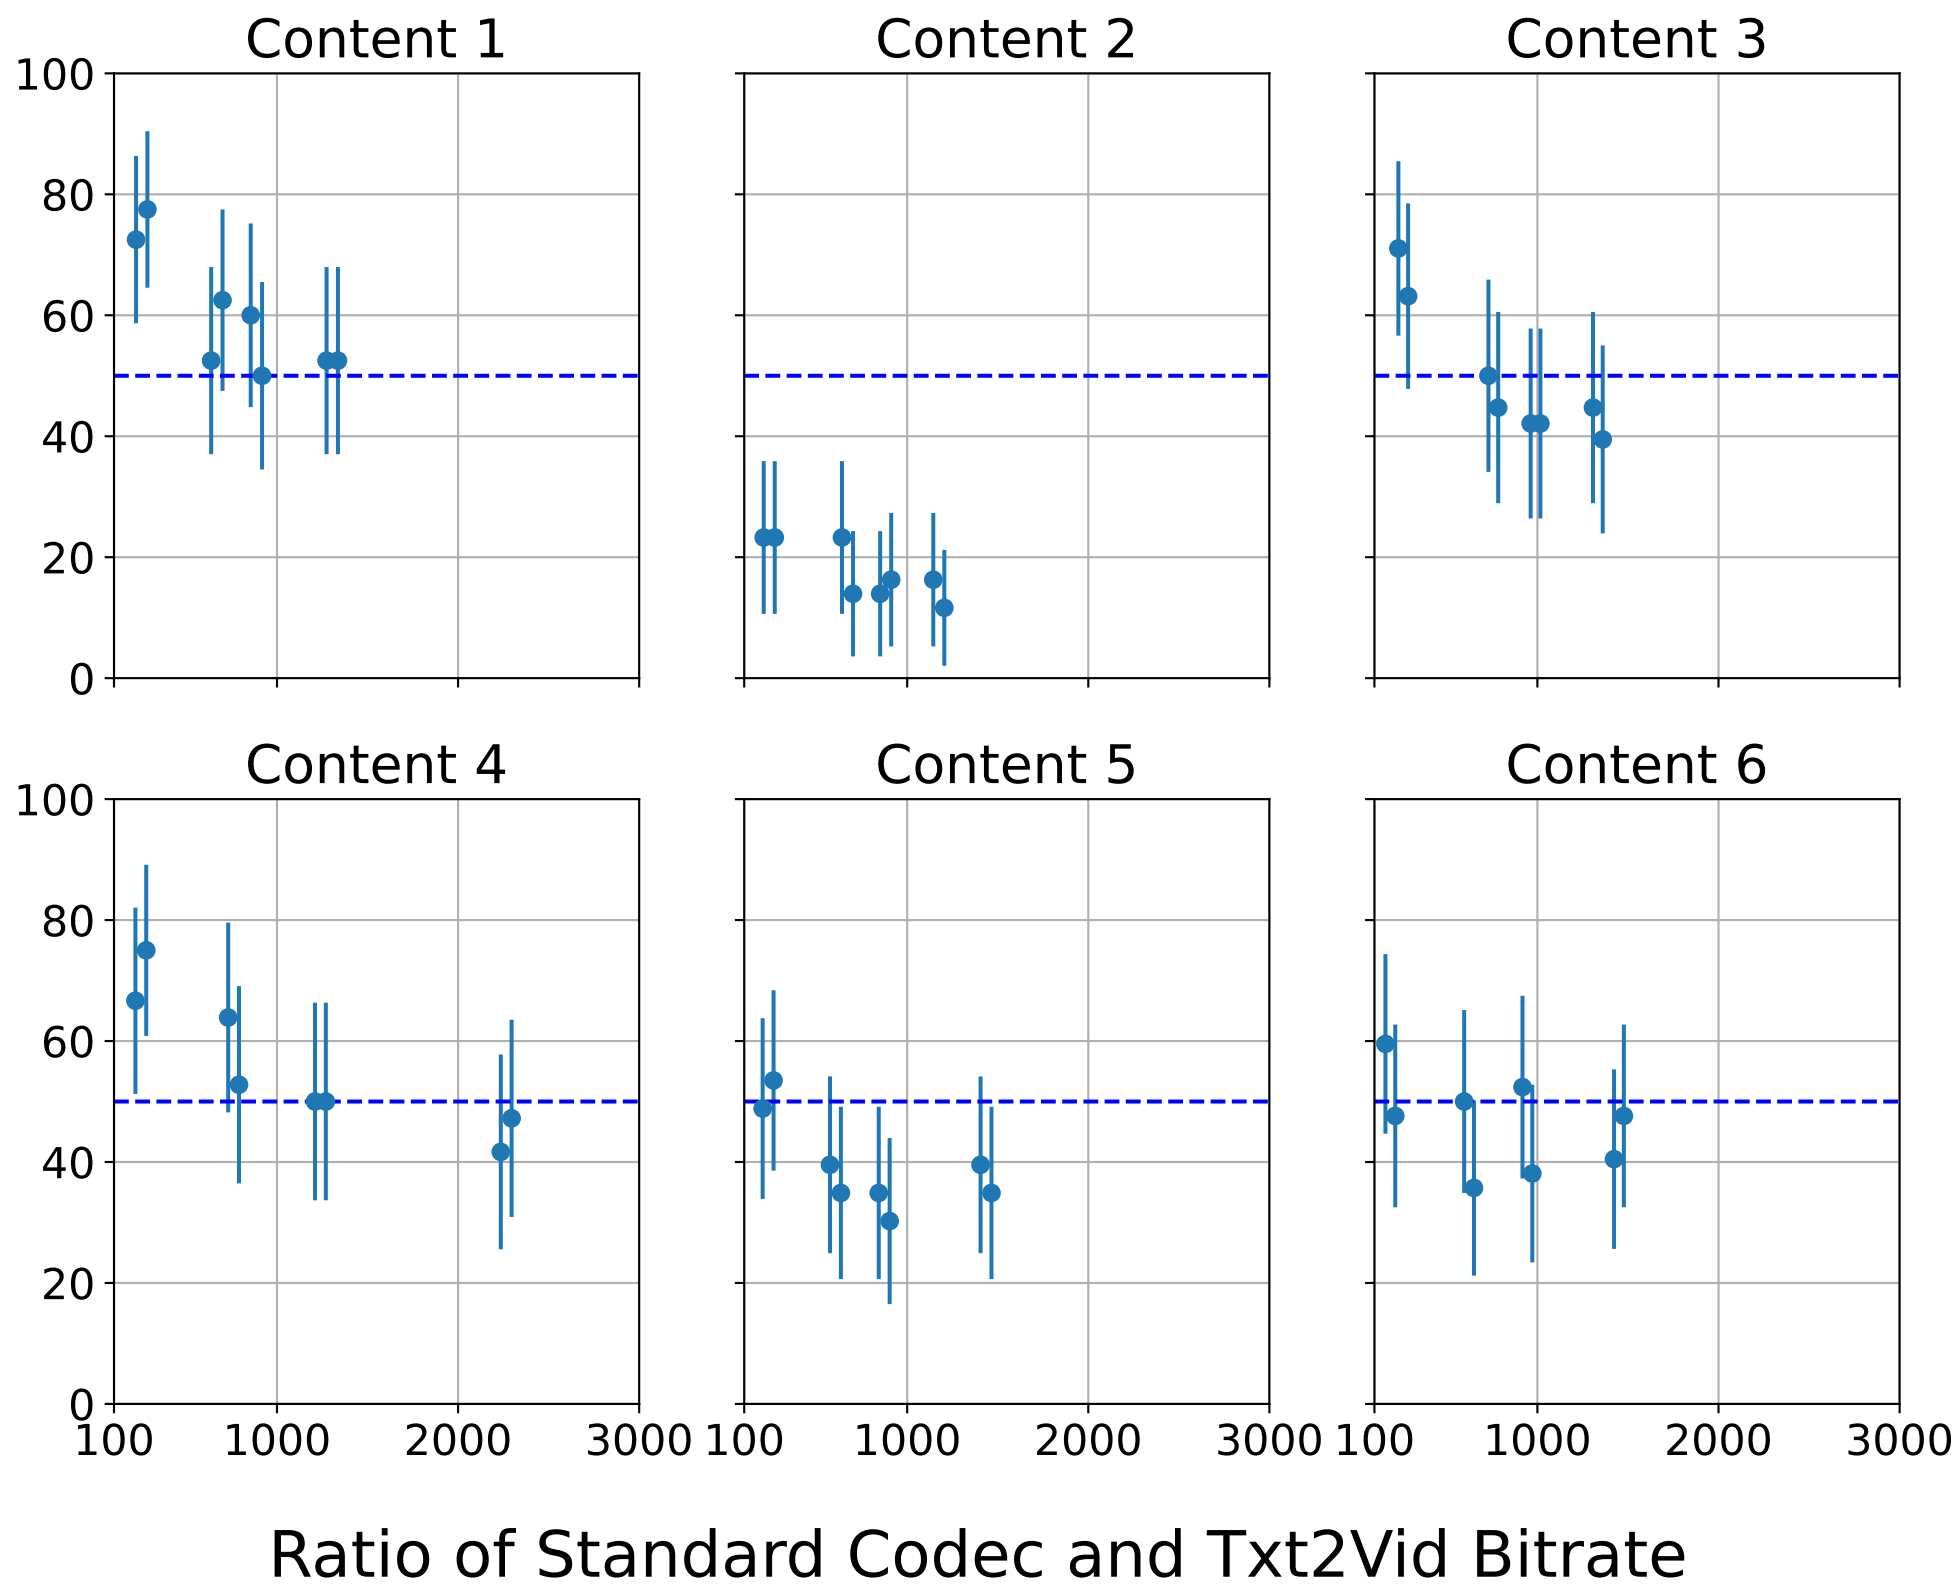 Content 1
Content 2
Content 3
100
80
60
40
20
0
Content 4
Content 5
Content 6
100
80
60
40
20
0
100 1000 2000 3000 100 1000 2000 3000 100 1000 2000 3000
Ratio of Standard Codec and Txt2Vid Bitrate